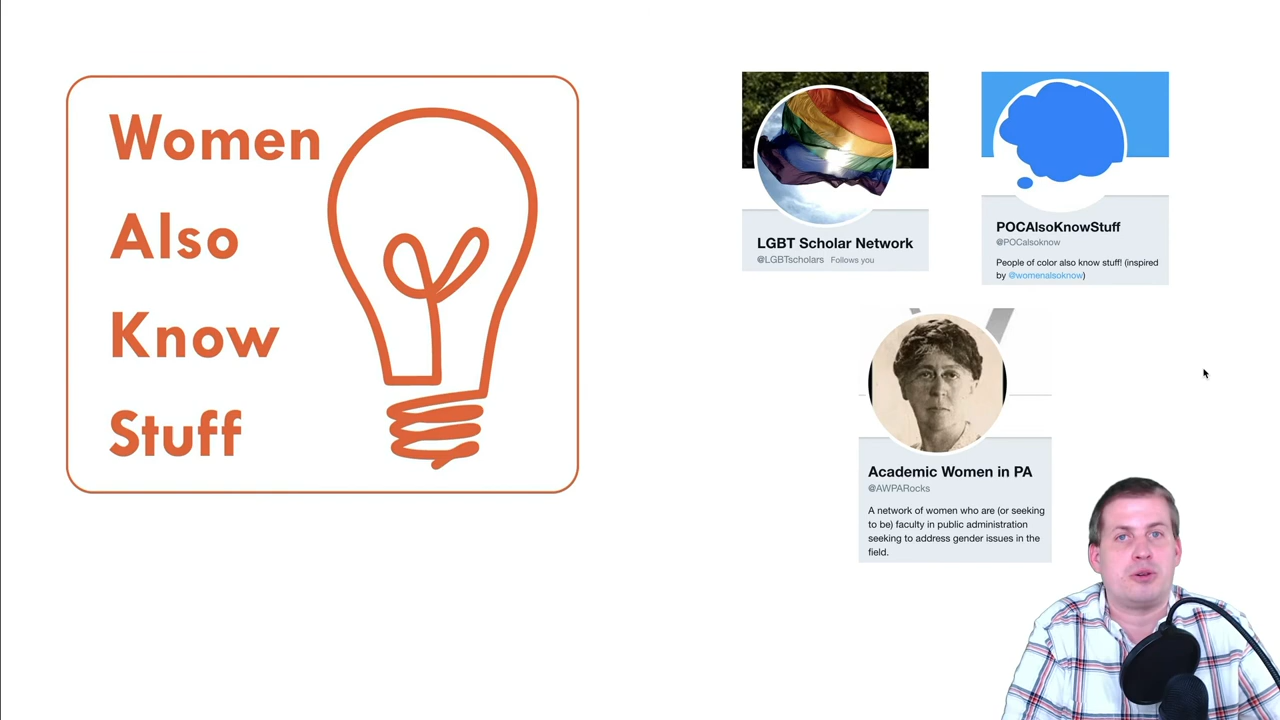 Women
Also
Know
Stuff
LGBT Scholar Network
@LGBTscholars Follows you
POCAlsoKnowStuff
@POCalsoknow
People of color also know stuff! (inspired
by @womenalsoknow)
Academic Women in PA
@AWPARocks
A network of women who are (or seeking
to be) faculty in public administration
seeking to address gender issues in the
field.